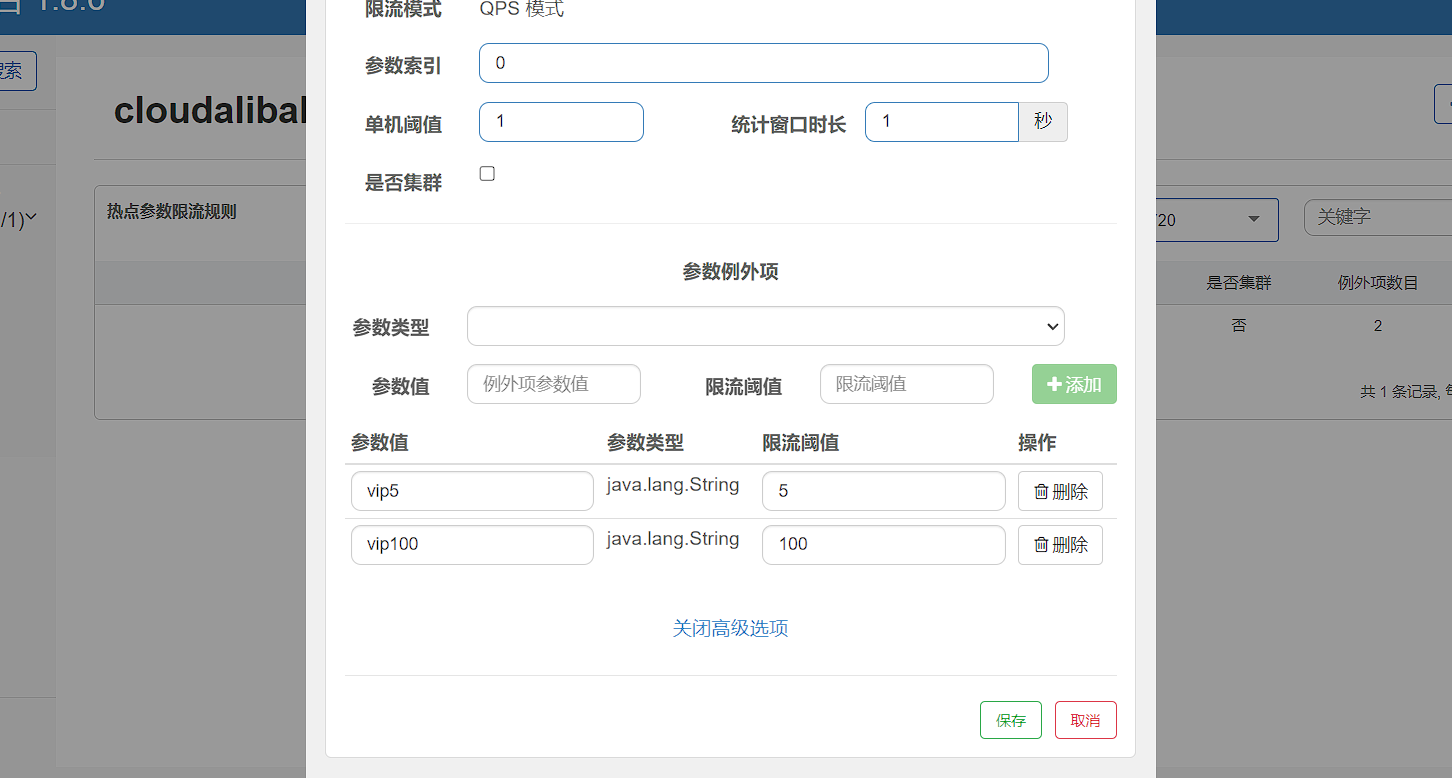 台 1.8.0
限流模式 QPS 模式
搜索
参数索引 0
cloudalibab
单机阈值 1 统计窗口时长 1 秒
是否集群
/1)
热点参数限流规则
/20 关键字
参数例外项
是否集群 例外项数目
参数类型
否 2
参数值 例外项参数值 限流阈值 限流阈值 添加
共 1 条记录, 每
参数值 参数类型 限流阈值 操作
vip5 java.lang.String 5 删除
vip100 java.lang.String 100 删除
关闭高级选项
保存 取消